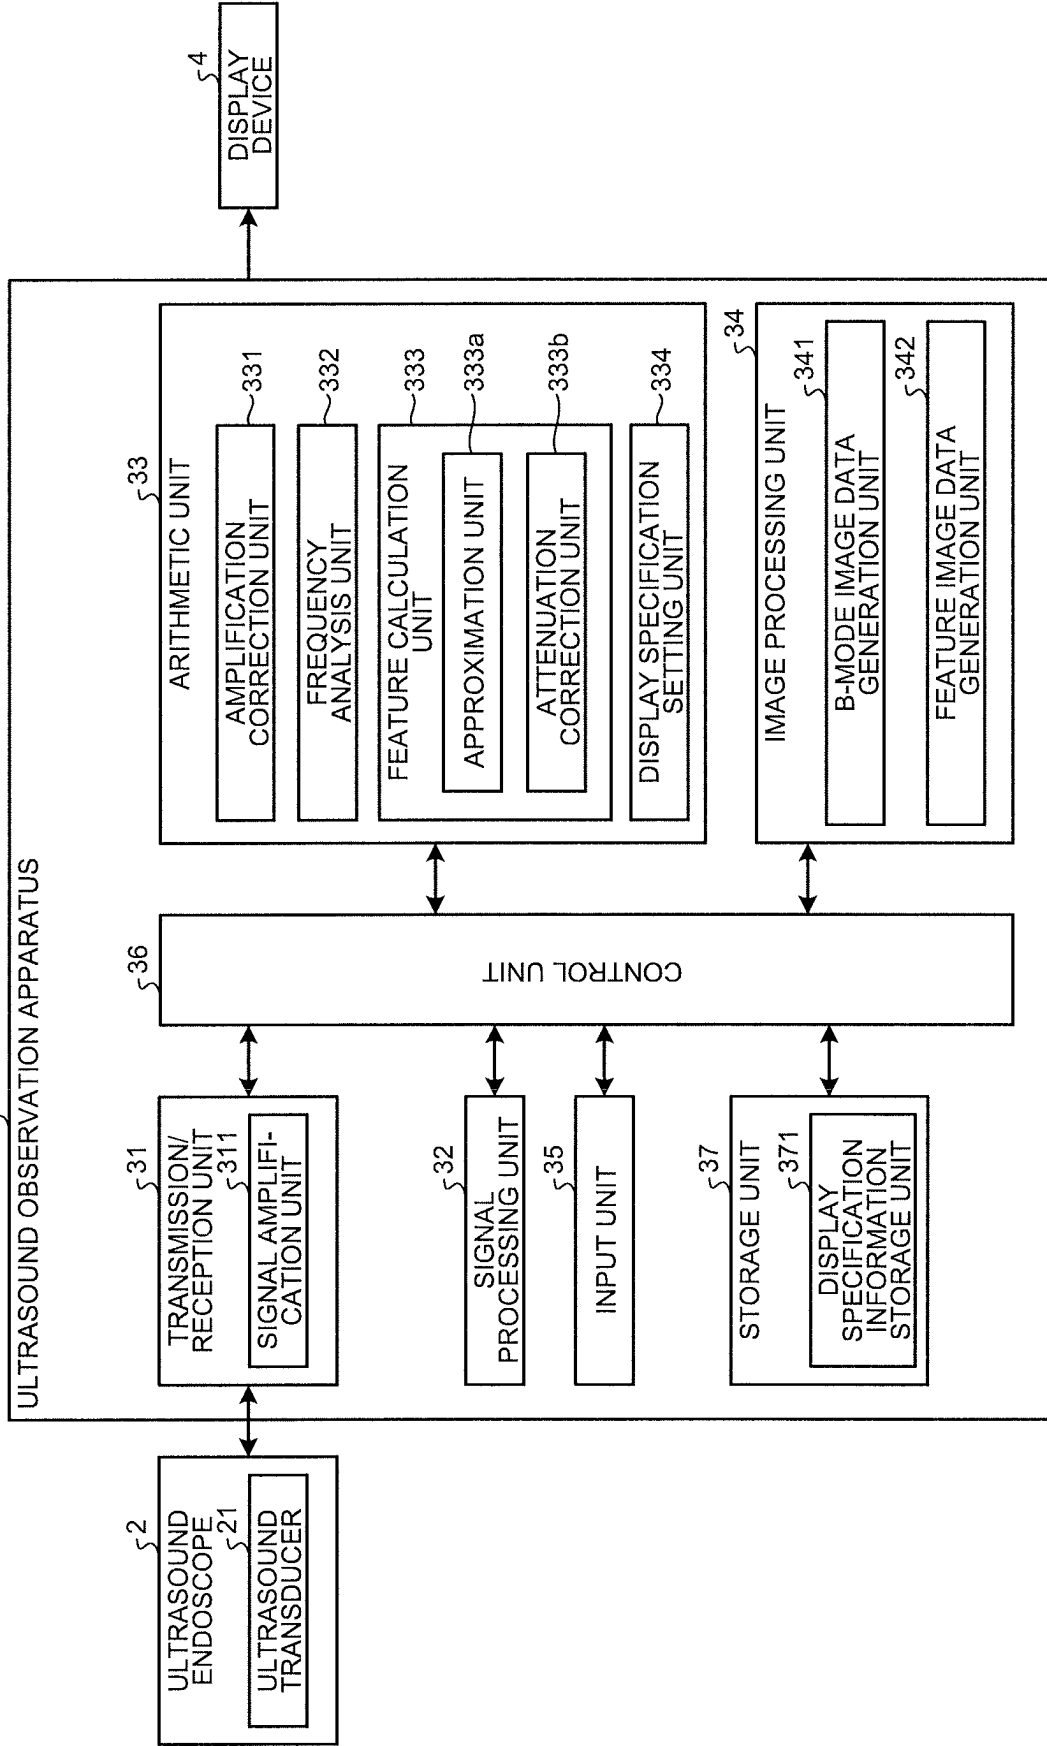 ULTRASOUND OBSERVATION APPARATUS
2
ULTRASOUND
ENDOSCOPE
21
ULTRASOUND
TRANSDUCER
31
TRANSMISSION/
RECEPTION UNIT
311
SIGNAL AMPLIFI-
CATION UNIT
32
SIGNAL
PROCESSING UNIT
35
INPUT UNIT
37
STORAGE UNIT
371
DISPLAY
SPECIFICATION
INFORMATION
STORAGE UNIT
36
CONTROL UNIT
33
ARITHMETIC UNIT
331
AMPLIFICATION
CORRECTION UNIT
332
FREQUENCY
ANALYSIS UNIT
333
FEATURE CALCULATION
UNIT
333a
APPROXIMATION UNIT
333b
ATTENUATION
CORRECTION UNIT
334
DISPLAY SPECIFICATION
SETTING UNIT
34
IMAGE PROCESSING UNIT
341
B-MODE IMAGE DATA
GENERATION UNIT
342
FEATURE IMAGE DATA
GENERATION UNIT
4
DISPLAY
DEVICE